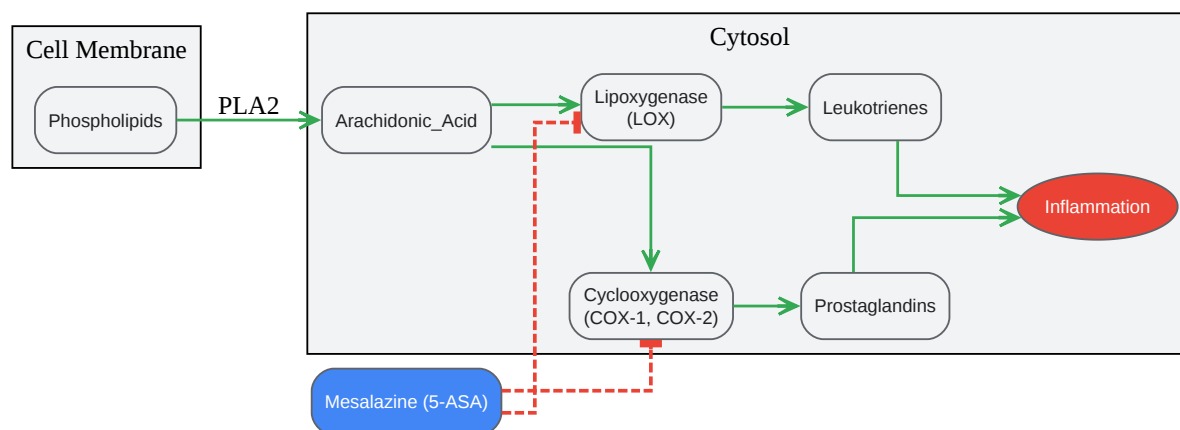 Cell Membrane
Phospholipids
PLA2
Cytosol
Arachidonic_Acid
Lipoxygenase
(LOX)
Leukotrienes
Inflammation
Cyclooxygenase
(COX-1, COX-2)
Prostaglandins
Mesalazine (5-ASA)